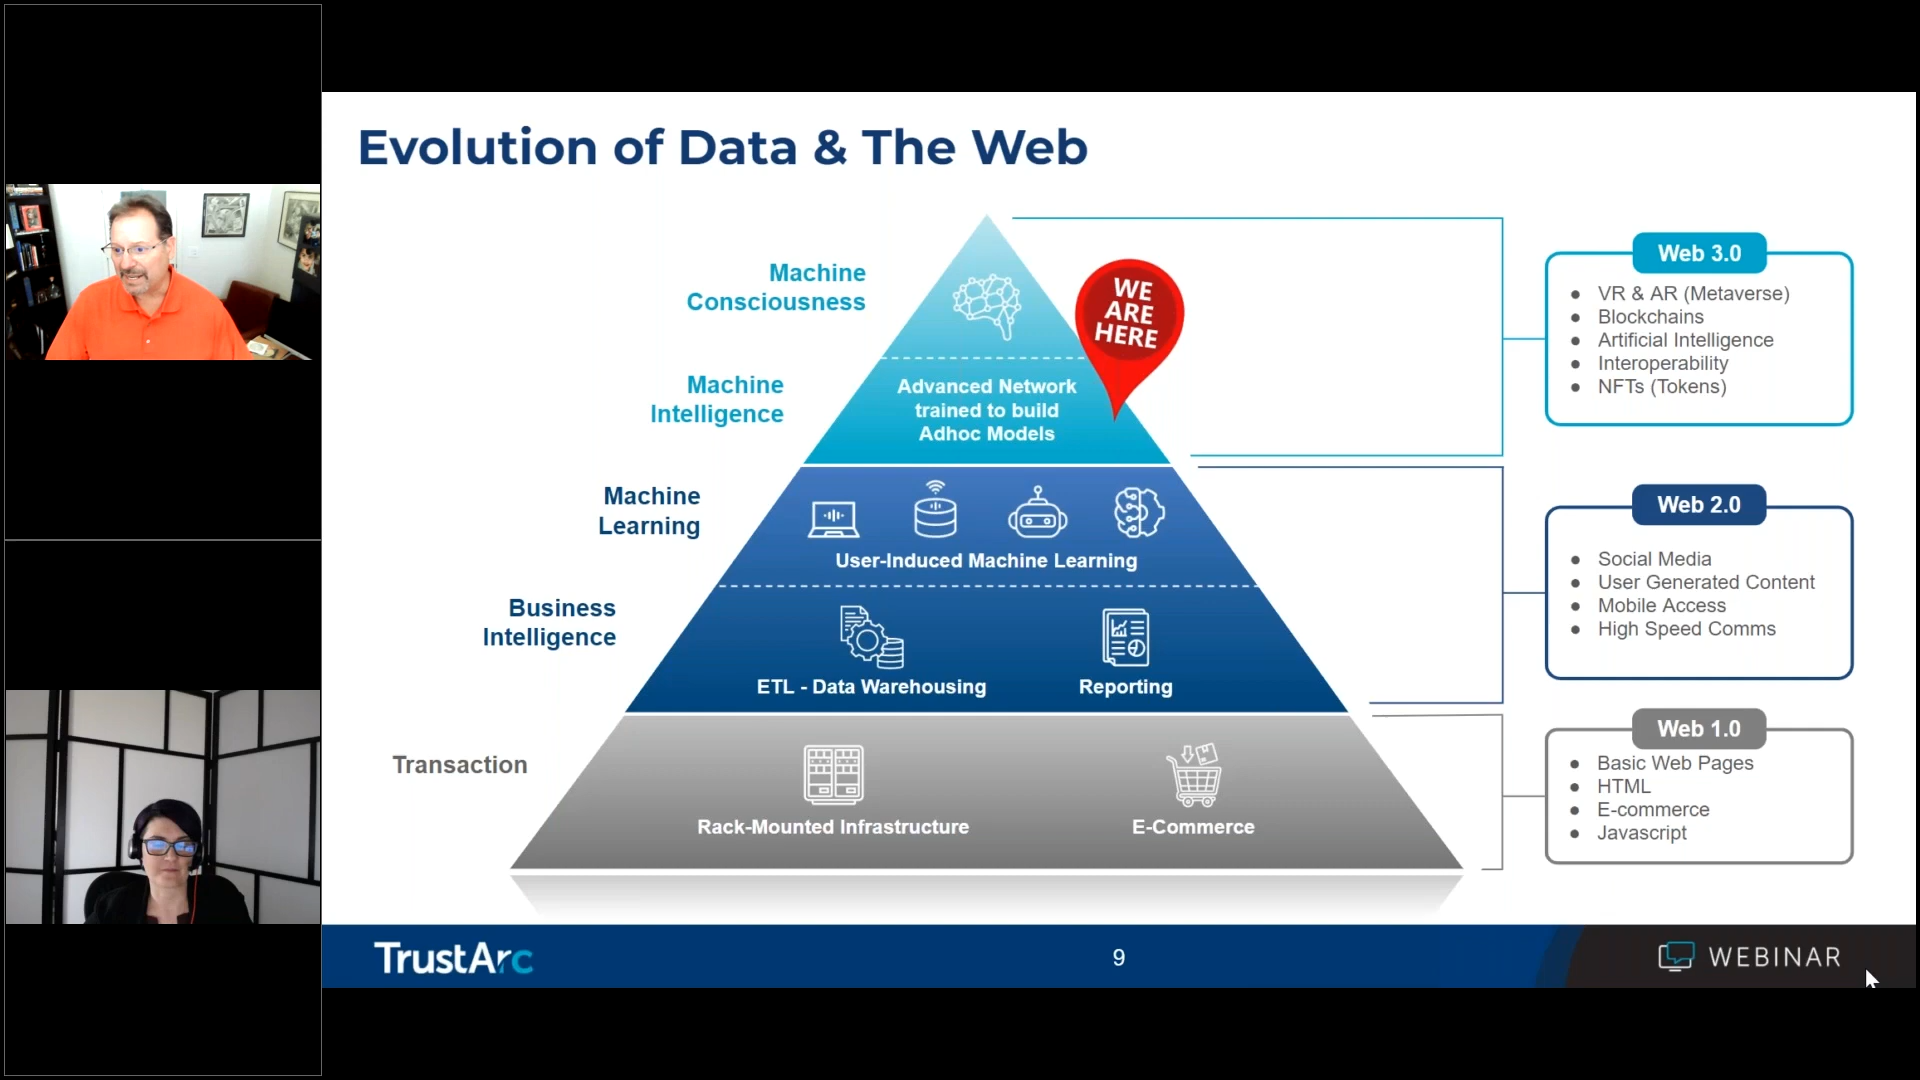 Evolution of Data & The Web
Machine
Consciousness
WE
ARE
HERE
Machine
Intelligence
Advanced Network
trained to build
Adhoc Models
Machine
Learning
User-Induced Machine Learning
Business
Intelligence
ETL - Data Warehousing
Reporting
Transaction
Rack-Mounted Infrastructure
E-Commerce
Web 3.0
VR & AR (Metaverse)
Blockchains
Artificial Intelligence
Interoperability
NFTs (Tokens)
Web 2.0
Social Media
User Generated Content
Mobile Access
High Speed Comms
Web 1.0
Basic Web Pages
HTML
E-commerce
Javascript
TrustArc
9
WEBINAR